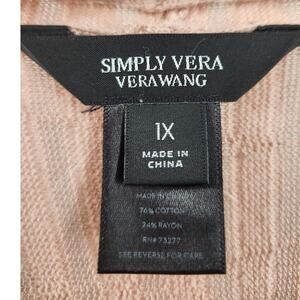 SIMPLY VERA
VERAWANG
1X
MADE IN
CHINA
MADE IN CHINA
76% COTTON
24% RAYON
RN# 73277
SEE REVERSE FOR CARE